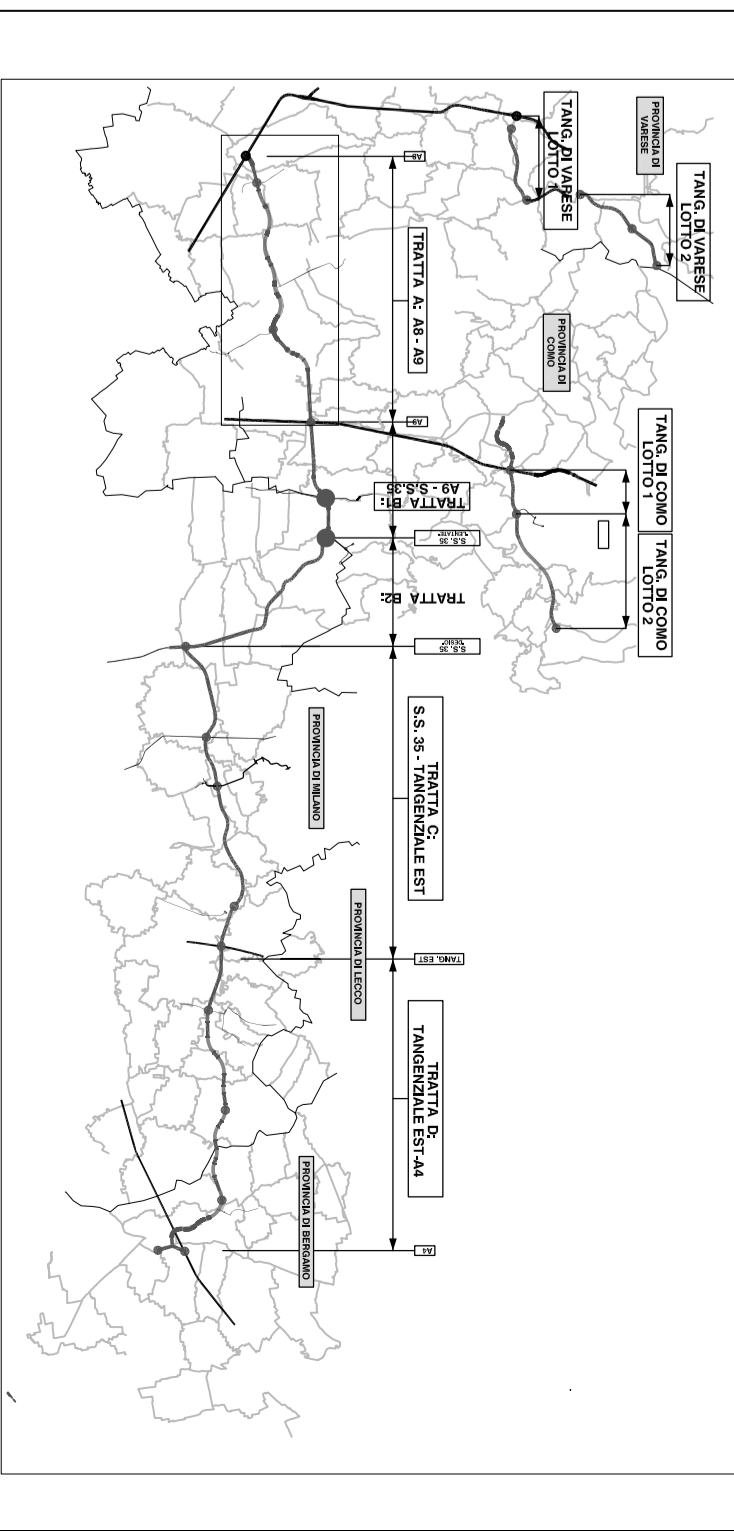 PROVINCIA DI
VARESE
TANG. DI VARESE
LOTTO 2
TANG. DI VARESE
LOTTO 1
PROVINCIA DI
COMO
TANG. DI COMO
LOTTO 1
TANG. DI COMO
LOTTO 2
A8
TRATTA A: A8 - A9
A9
TRATTA B1:
A9 - S.S.35
S.S. 35
"LENTATE"
TRATTA B2:
S.S. 35
"DESIO"
TRATTA C:
S.S. 35 - TANGENZIALE EST
TANG. EST
TRATTA D:
TANGENZIALE EST-A4
A4
PROVINCIA DI MILANO
PROVINCIA DI LECCO
PROVINCIA DI BERGAMO